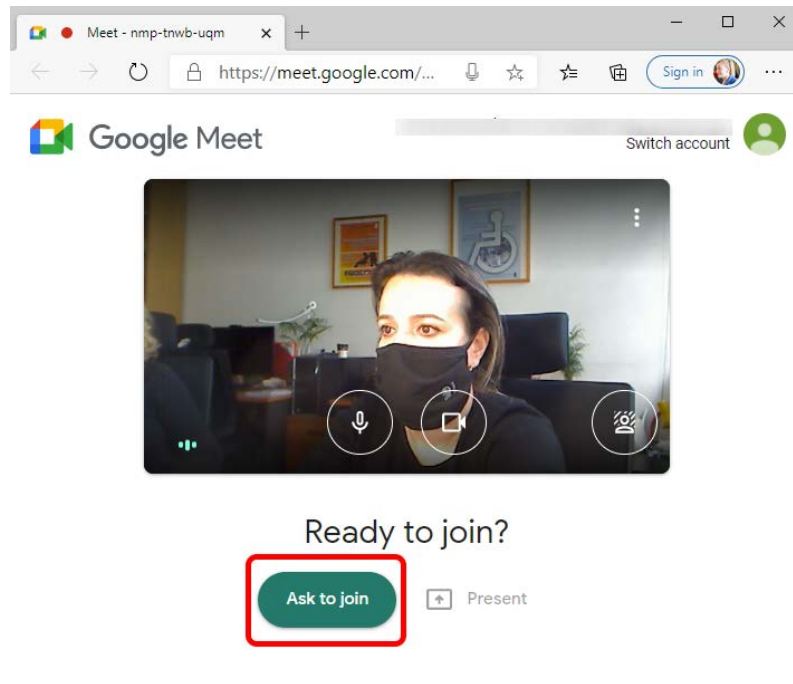 Meet - nmp-tnwb-uqm
https://meet.google.com/...
Sign in
Google Meet
Switch account
Ready to join?
Ask to join
Present